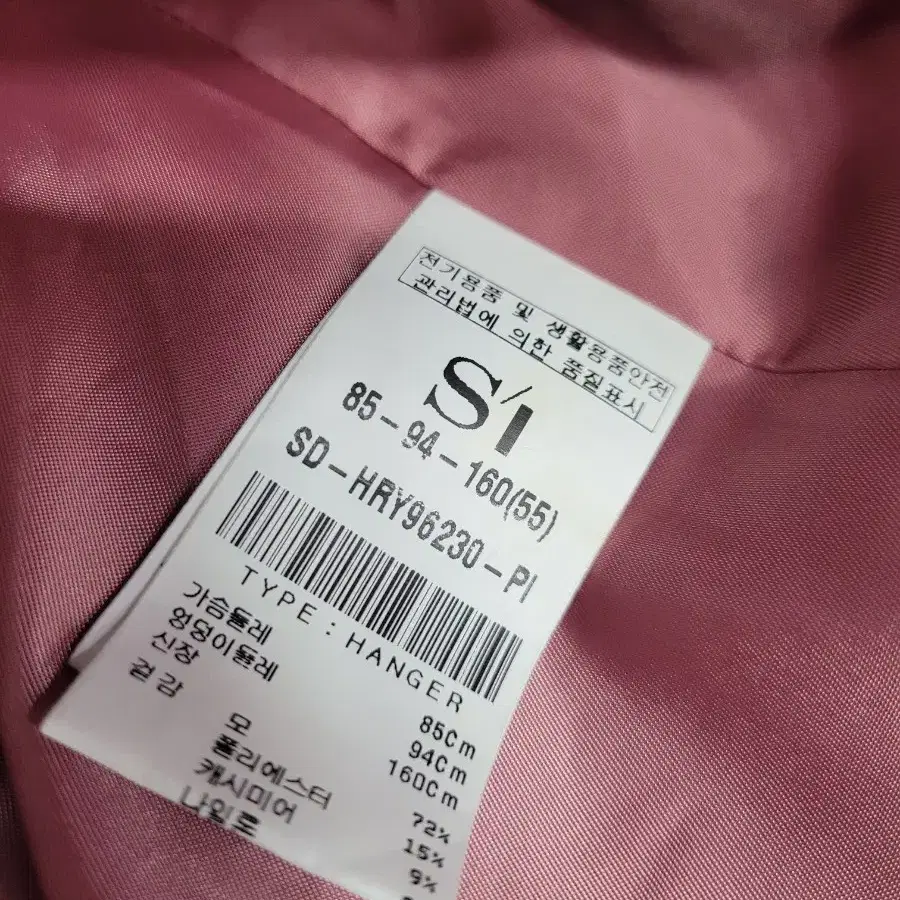 전기용품 및 생활용품안전
관리법에 의한 품질표시
S/I
85-94-160(55)
SD-HRY96230-PI
TYPE : HANGER
가슴둘레 85cm
엉덩이둘레 94cm
신장 160cm
겉감
모 72%
폴리에스터 15%
캐시미어 9%
나일론